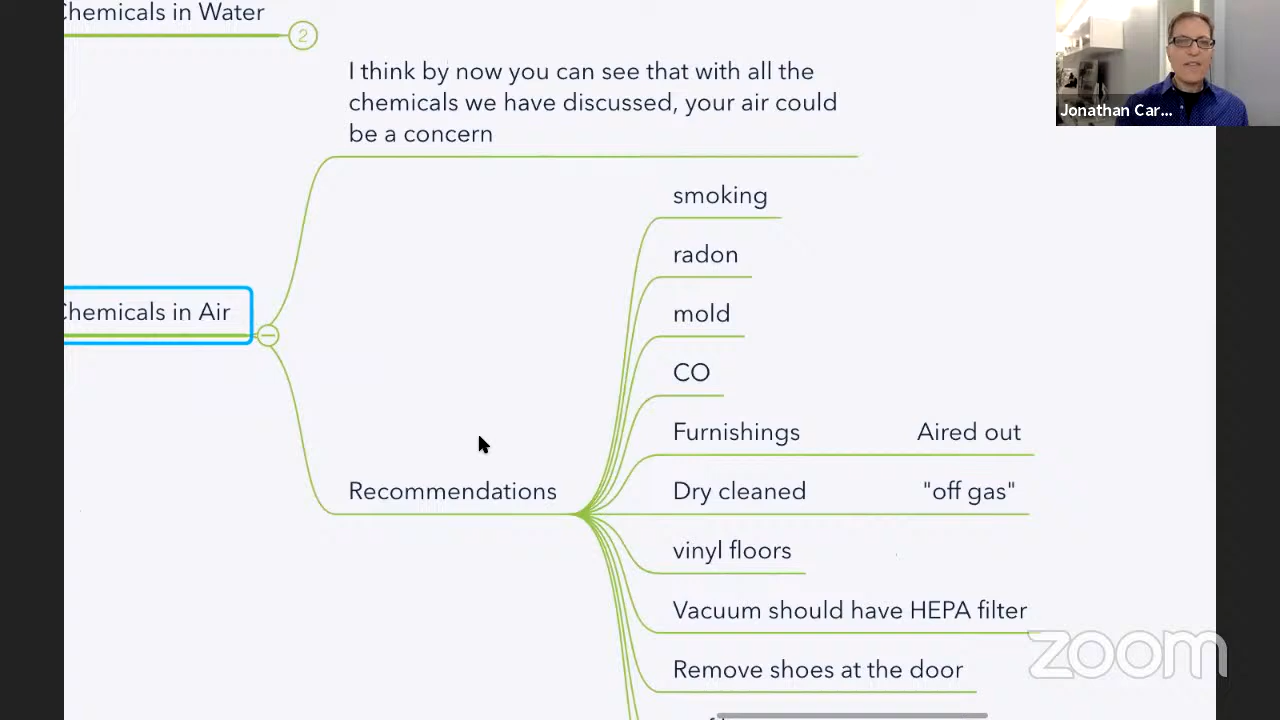 Chemicals in Water
2
I think by now you can see that with all the
chemicals we have discussed, your air could
be a concern
Jonathan Car...
smoking
radon
mold
Chemicals in Air
CO
Furnishings Aired out
Recommendations
Dry cleaned "off gas"
vinyl floors
Vacuum should have HEPA filter
zoom
Remove shoes at the door